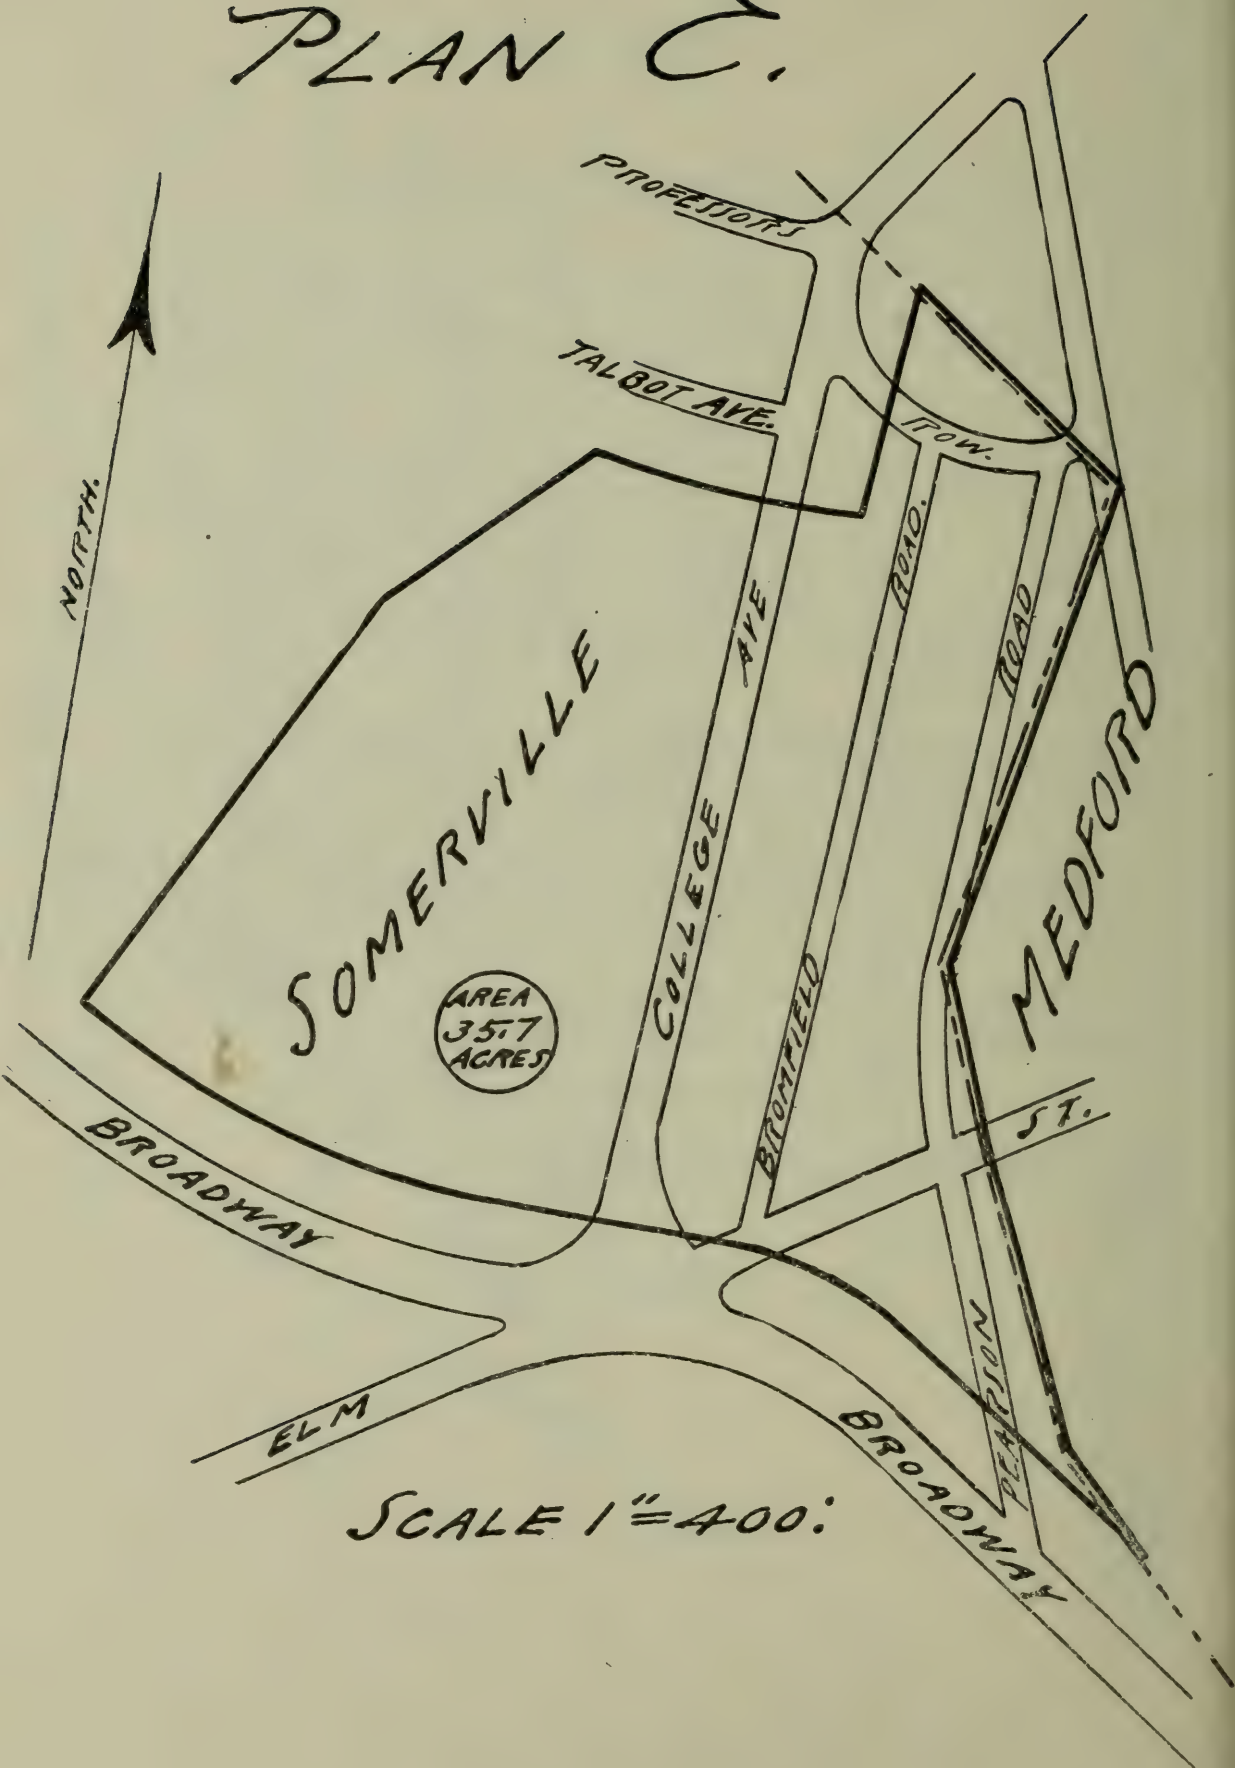 PLAN C.
PROFESSORS
ROW.
TALBOT AVE.
NORTH.
ROAD.
ROAD
COLLEGE AVE
SOMERVILLE
MEDFORD
AREA
35.7
ACRES
BROMFIELD
ST.
BROADWAY
PEARSON
ELM
BROADWAY
SCALE 1"=400'.